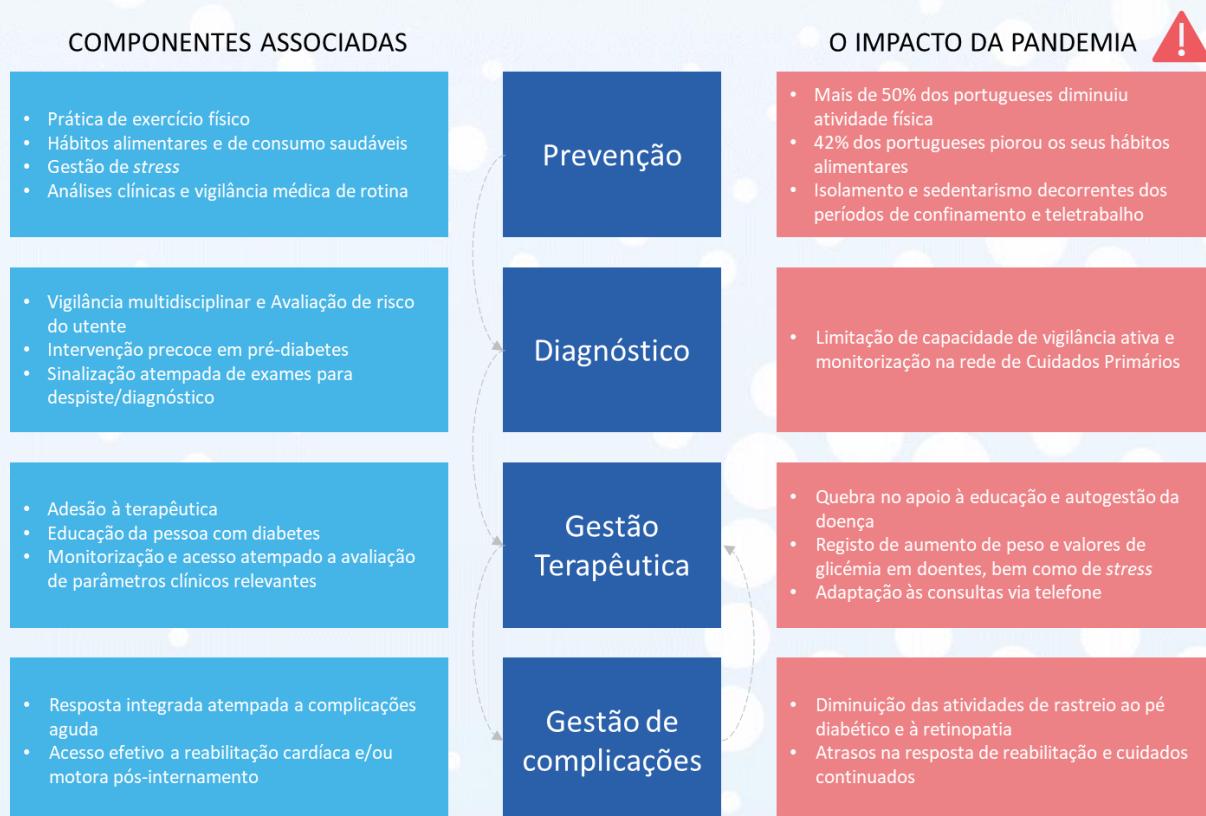 COMPONENTES ASSOCIADAS
O IMPACTO DA PANDEMIA
• Prática de exercício físico
• Hábitos alimentares e de consumo saudáveis
• Gestão de stress
• Análises clínicas e vigilância médica de rotina
Prevenção
• Mais de 50% dos portugueses diminuiu
atividade física
• 42% dos portugueses piorou os seus hábitos
alimentares
• Isolamento e sedentarismo decorrentes dos
períodos de confinamento e teletrabalho
• Vigilância multidisciplinar e Avaliação de risco
do utente
• Intervenção precoce em pré-diabetes
• Sinalização atempada de exames para
despiste/diagnóstico
Diagnóstico
• Limitação de capacidade de vigilância ativa e
monitorização na rede de Cuidados Primários
• Adesão à terapêutica
• Educação da pessoa com diabetes
• Monitorização e acesso atempado a avaliação
de parâmetros clínicos relevantes
Gestão
Terapêutica
• Quebra no apoio à educação e autogestão da
doença
• Registo de aumento de peso e valores de
glicémia em doentes, bem como de stress
• Adaptação às consultas via telefone
• Resposta integrada atempada a complicações
aguda
• Acesso efetivo a reabilitação cardíaca e/ou
motora pós-internamento
Gestão de
complicações
• Diminuição das atividades de rastreio ao pé
diabético e à retinopatia
• Atrasos na resposta de reabilitação e cuidados
continuados